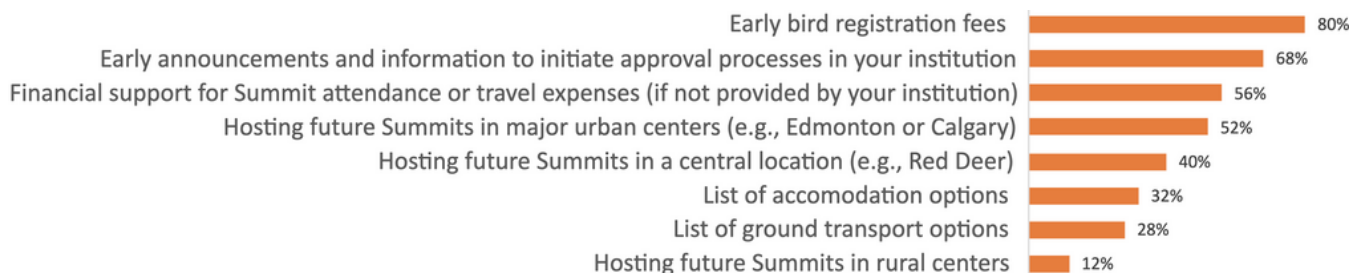 Early bird registration fees 80%
Early announcements and information to initiate approval processes in your institution 68%
Financial support for Summit attendance or travel expenses (if not provided by your institution) 56%
Hosting future Summits in major urban centers (e.g., Edmonton or Calgary) 52%
Hosting future Summits in a central location (e.g., Red Deer) 40%
List of accomodation options 32%
List of ground transport options 28%
Hosting future Summits in rural centers 12%